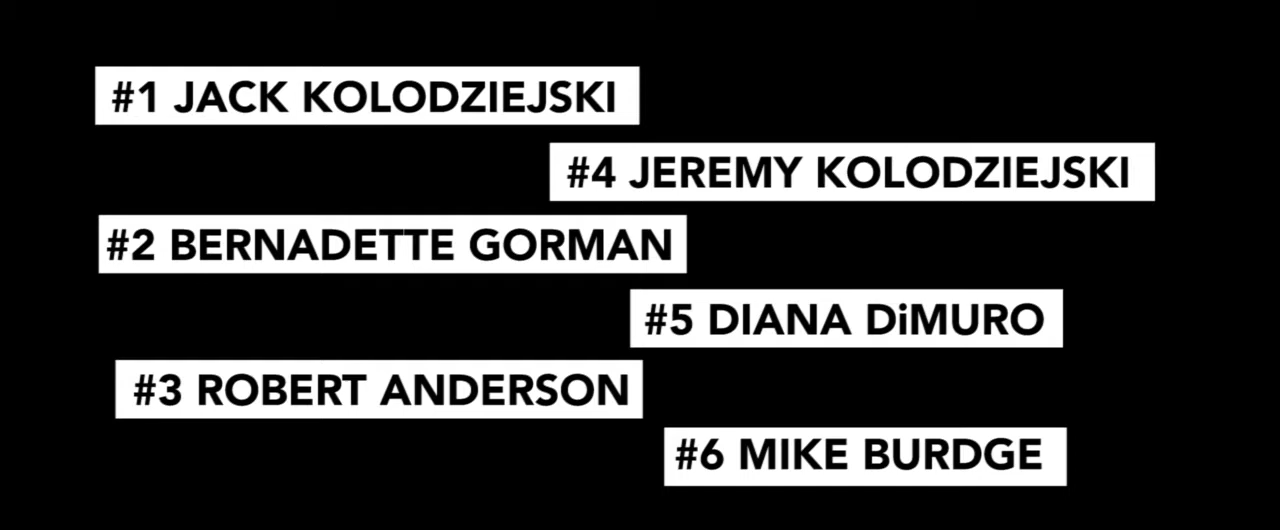 #1 JACK KOLODZIEJSKI
#4 JEREMY KOLODZIEJSKI
#2 BERNADETTE GORMAN
#5 DIANA DiMURO
#3 ROBERT ANDERSON
#6 MIKE BURDGE